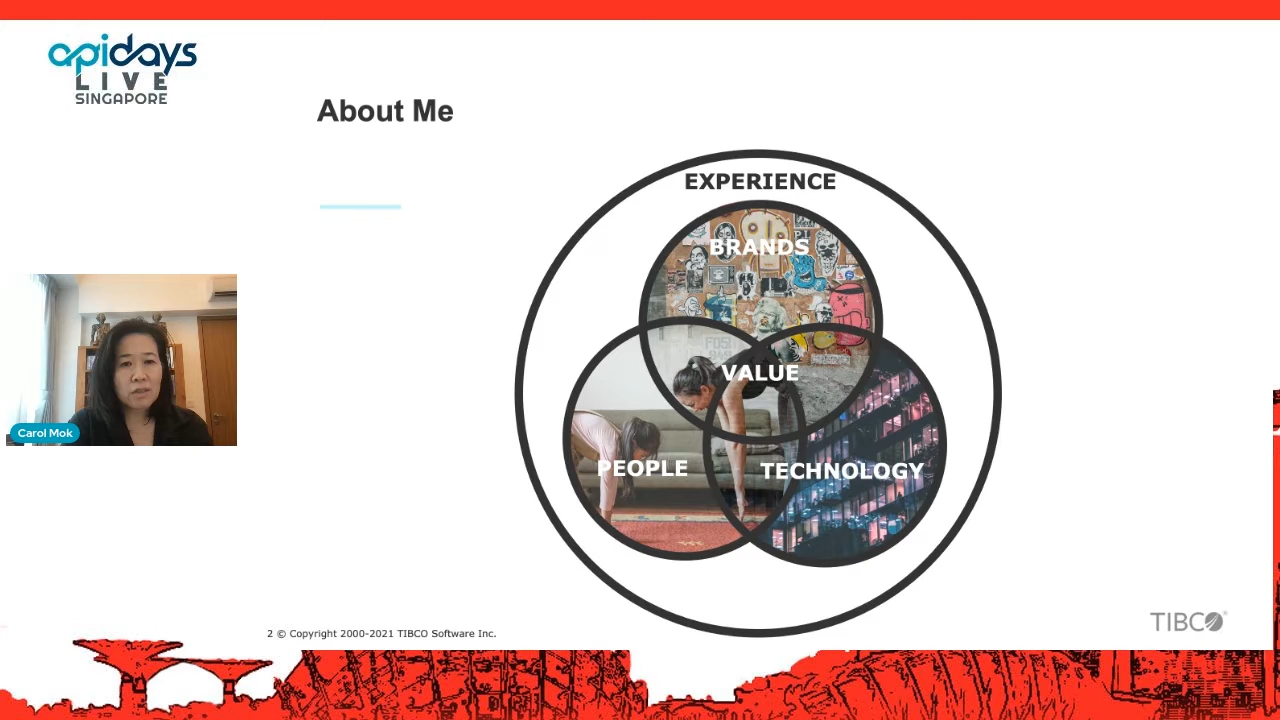 apidays
LIVE
SINGAPORE
About Me
EXPERIENCE
BRANDS
VALUE
PEOPLE
TECHNOLOGY
Carol Mok
2 © Copyright 2000-2021 TIBCO Software Inc.
TIBCO®